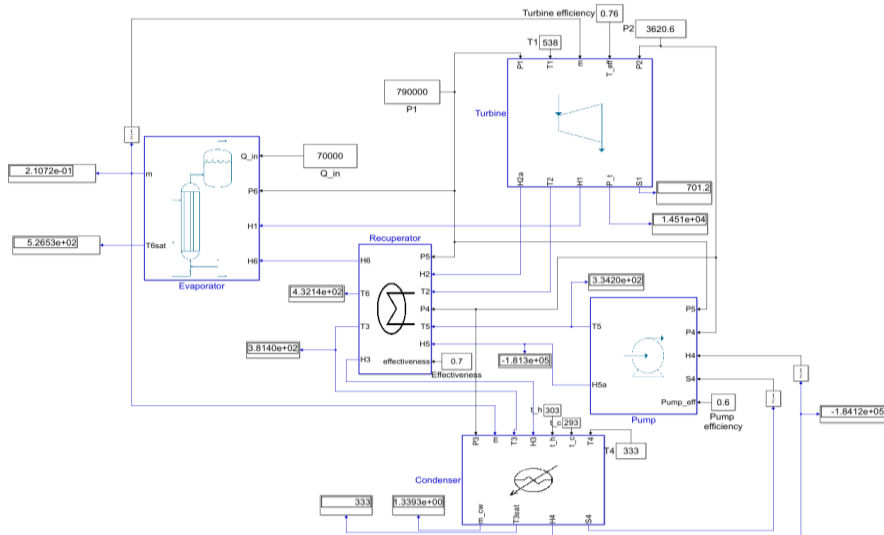 Turbine efficiency 0.76
P2 3620.6
T1 538
P1 T1 m T_eff P2
790000
P1
Turbine
H2a T2 H1 P_t S1
701.2
1.451e+04
Q_in
70000
Q_in
m
2.1072e-01
P6
H1
T6sat
5.2653e+02
H6
Evaporator
Recuperator
H6 P5
H2
T6 T2
4.3214e+02
P4
T3 T5
3.8140e+02
H5
H3
effectiveness 0.7
Effectiveness
3.3420e+02
-1.813e+05
P5
T5 P4
H4
S4
H5a
Pump_eff 0.6
Pump
Pump efficiency
-1.8412e+05
t_h 303
t_c 293
T4
333
P3 m T3 H3 t_h t_c T4
Condenser
m_cw T3sat H4 S4
333
1.3393e+00